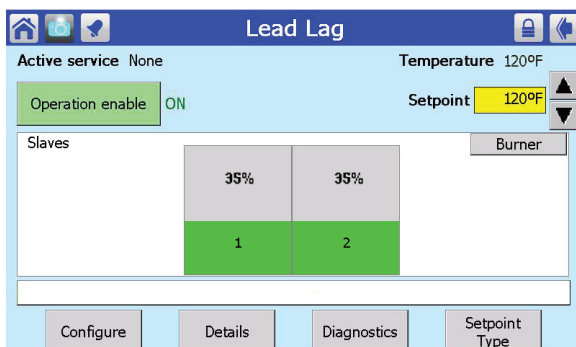 Lead Lag
Active service None
Temperature 120ºF
Operation enable ON
Setpoint 120ºF
Slaves
Burner
35% 35%
1 2
Configure Details Diagnostics Setpoint
Type